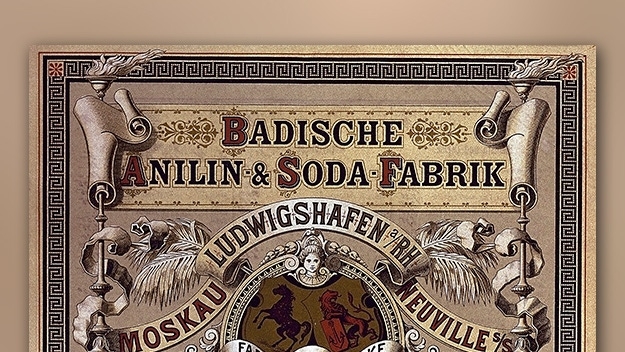 BADISCHE
ANILIN-& SODA-FABRIK
LUDWIGSHAFEN a/RH
MOSKAU
NEUVILLE s/S